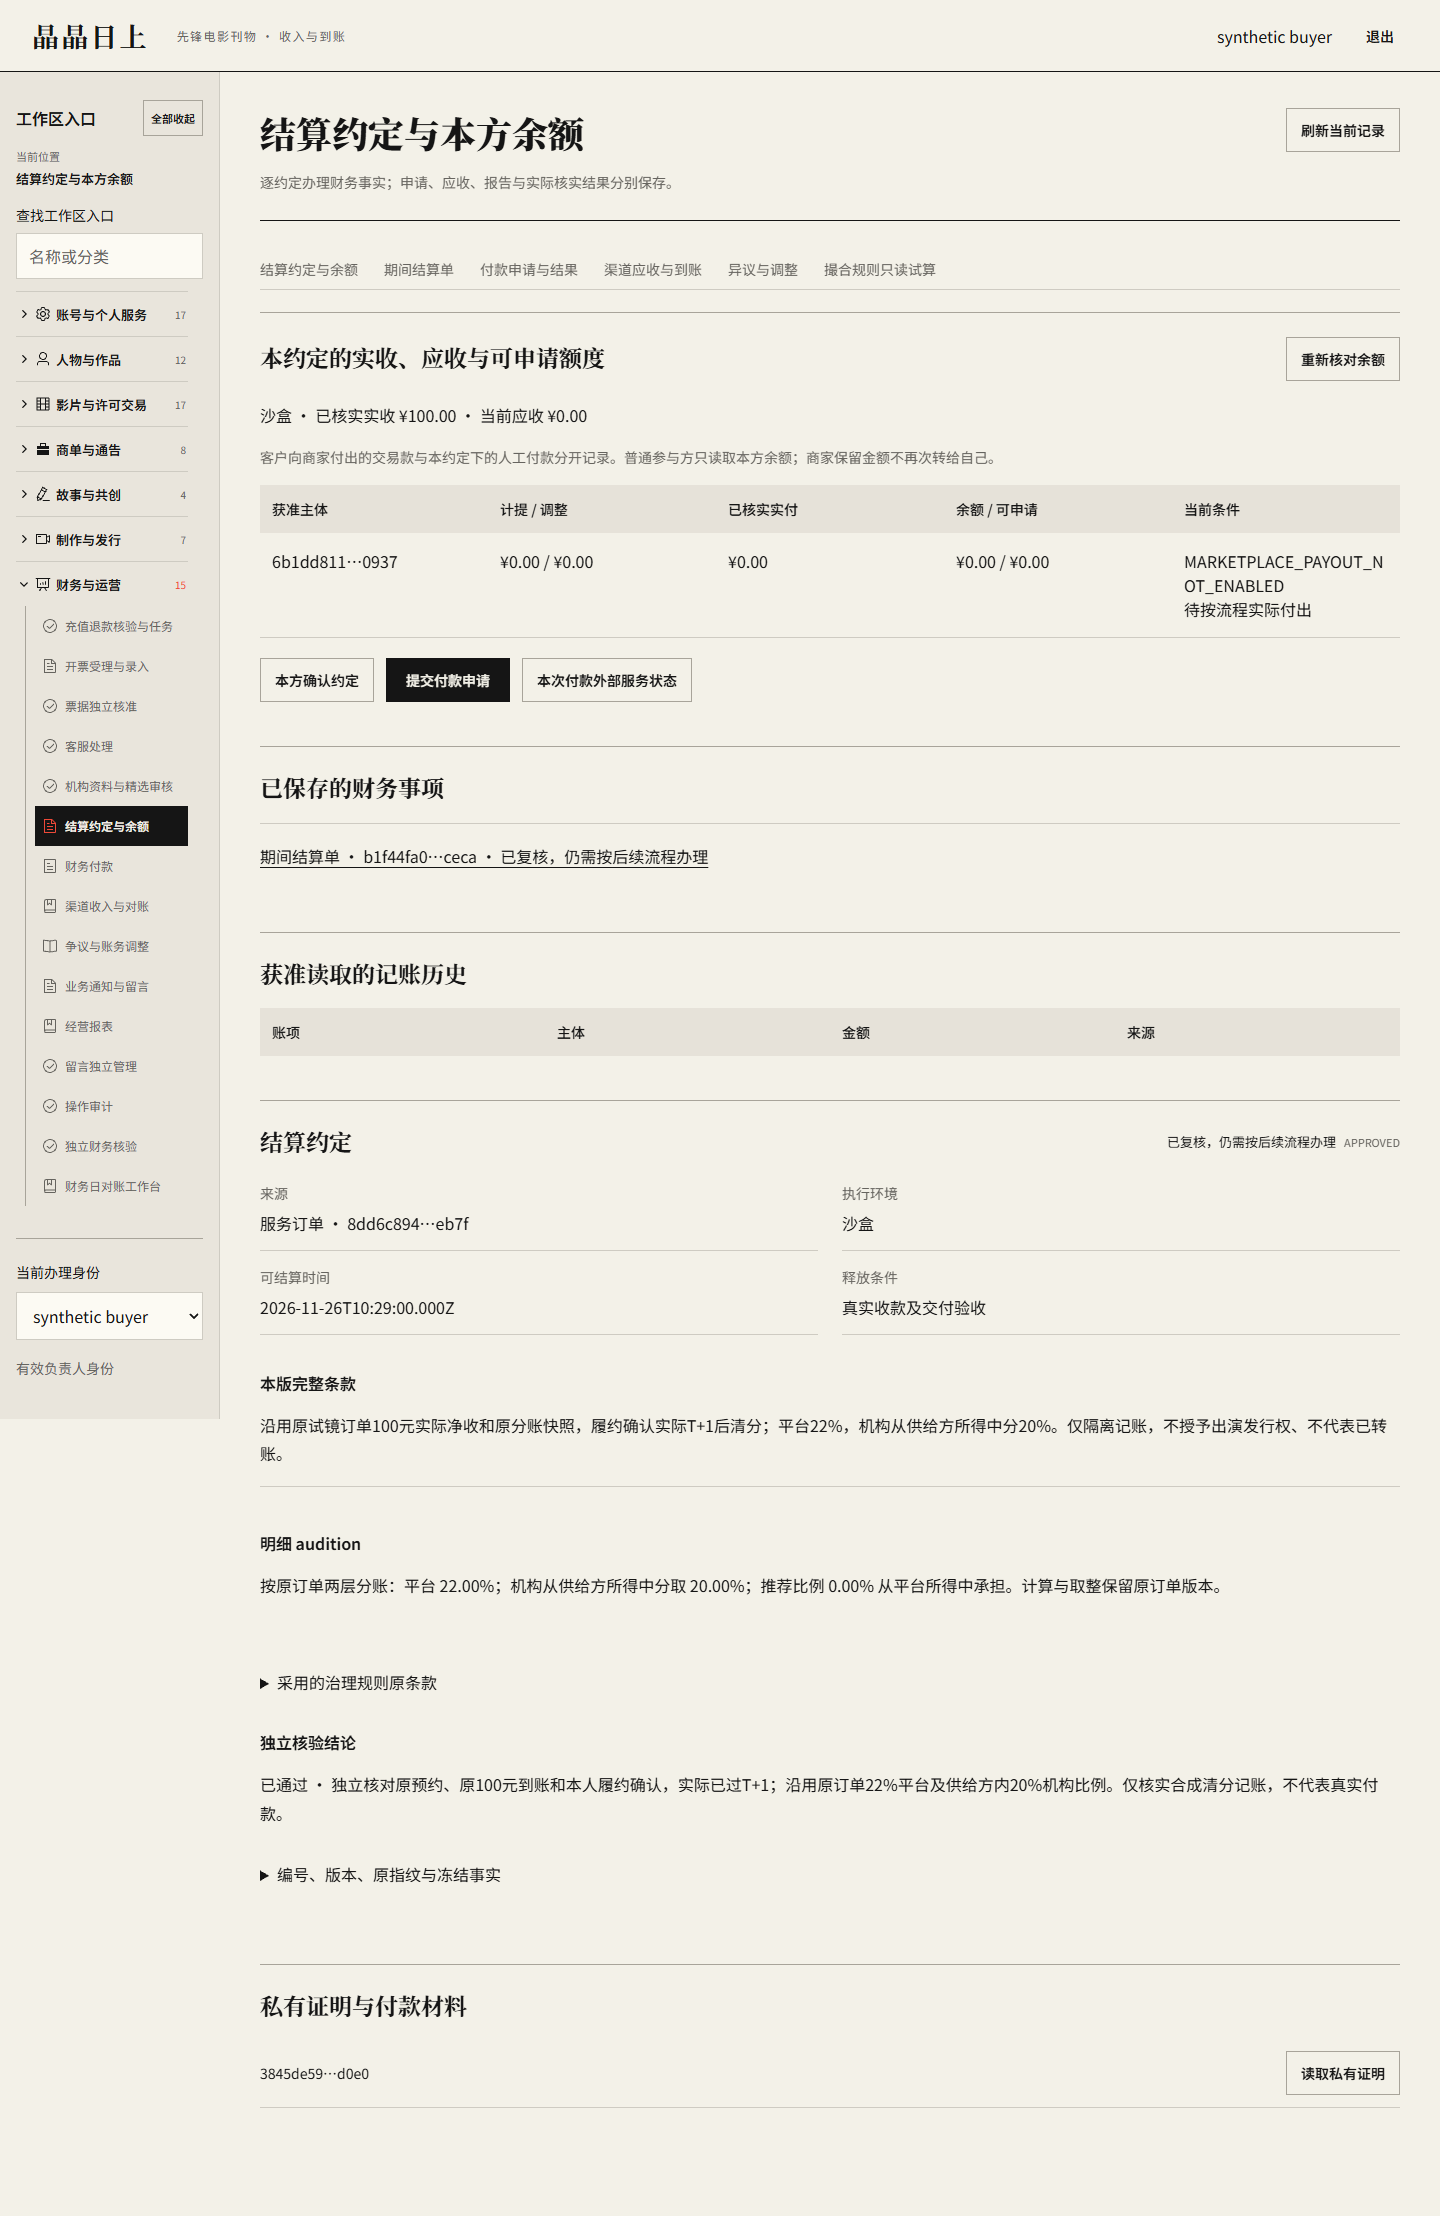 晶晶日上
先锋电影刊物 · 收入与到账
synthetic buyer
退出
工作区入口
全部收起
当前位置
结算约定与本方余额
查找工作区入口
名称或分类
账号与个人服务 17
人物与作品 12
影片与许可交易 17
商单与通告 8
故事与共创 4
制作与发行 7
财务与运营 15
充值退款核验与任务
开票受理与录入
票据独立核准
客服处理
机构资料与精选审核
结算约定与余额
财务付款
渠道收入与对账
争议与账务调整
业务通知与留言
经营报表
留言独立管理
操作审计
独立财务核验
财务日对账工作台
当前办理身份
synthetic buyer
有效负责人身份
结算约定与本方余额
刷新当前记录
逐约定办理财务事实；申请、应收、报告与实际核实结果分别保存。
结算约定与余额 期间结算单 付款申请与结果 渠道应收与到账 异议与调整 撮合规则只读试算
本约定的实收、应收与可申请额度
重新核对余额
沙盒 · 已核实实收 ¥100.00 · 当前应收 ¥0.00
客户向商家付出的交易款与本约定下的人工付款分开记录。普通参与方只读取本方余额；商家保留金额不再次转给自己。
获准主体 计提 / 调整 已核实实付 余额 / 可申请 当前条件
6b1dd811…0937 ¥0.00 / ¥0.00 ¥0.00 ¥0.00 / ¥0.00 MARKETPLACE_PAYOUT_N
OT_ENABLED
待按流程实际付出
本方确认约定 提交付款申请 本次付款外部服务状态
已保存的财务事项
期间结算单 · b1f44fa0…ceca · 已复核，仍需按后续流程办理
获准读取的记账历史
账项 主体 金额 来源
结算约定
已复核，仍需按后续流程办理 APPROVED
来源
服务订单 · 8dd6c894…eb7f
执行环境
沙盒
可结算时间
2026-11-26T10:29:00.000Z
释放条件
真实收款及交付验收
本版完整条款
沿用原试镜订单100元实际净收和原分账快照，履约确认实际T+1后清分；平台22%，机构从供给方所得中分20%。仅隔离记账，不授予出演发行权、不代表已转
账。
明细 audition
按原订单两层分账：平台 22.00%；机构从供给方所得中分取 20.00%；推荐比例 0.00% 从平台所得中承担。计算与取整保留原订单版本。
采用的治理规则原条款
独立核验结论
已通过 · 独立核对原预约、原100元到账和本人履约确认，实际已过T+1；沿用原订单22%平台及供给方内20%机构比例。仅核实合成清分记账，不代表真实付
款。
编号、版本、原指纹与冻结事实
私有证明与付款材料
3845de59…d0e0
读取私有证明